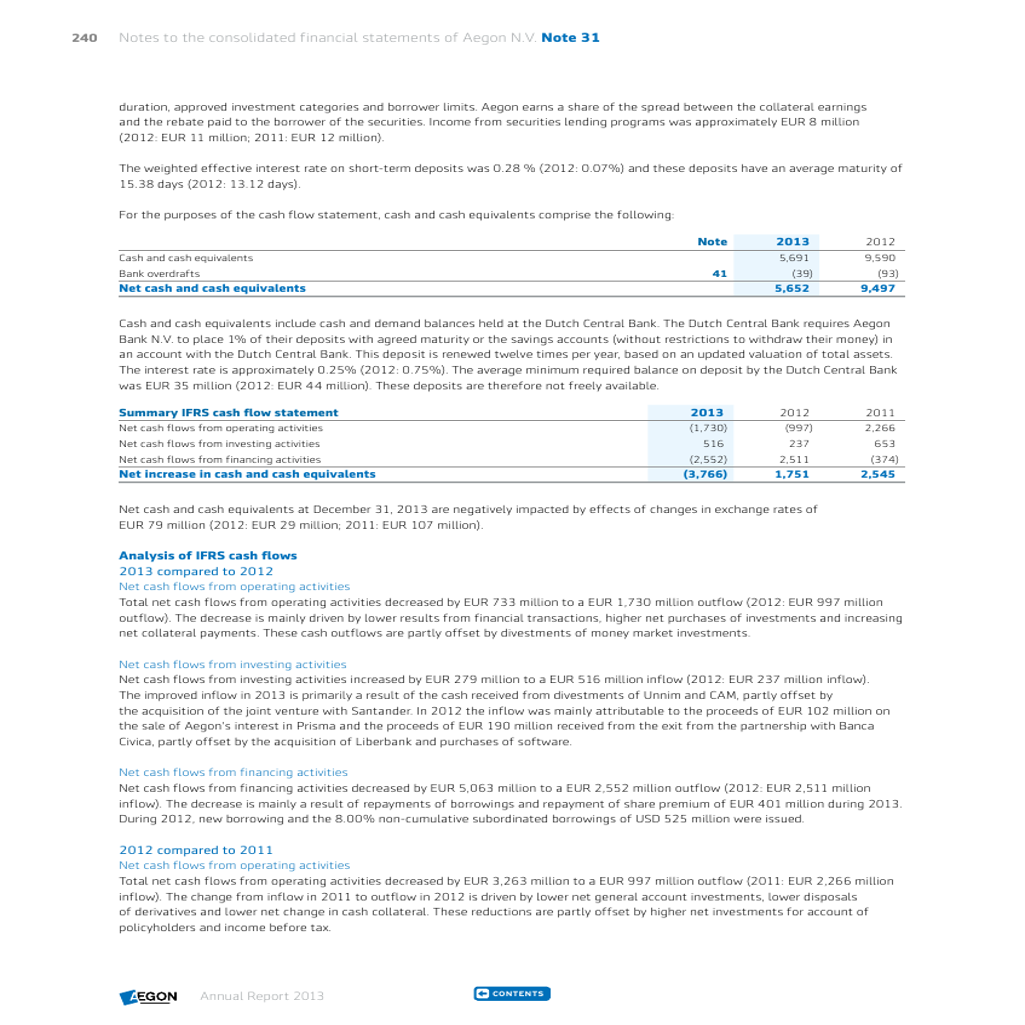 240 Notes to the consolidated financial statements of Aegon N.V. Note 31
duration, approved investment categories and borrower limits. Aegon earns a share of the spread between the collateral earnings
and the rebate paid to the borrower of the securities. Income from securities lending programs was approximately EUR 8 million
(2012: EUR 11 million; 2011: EUR 12 million).
The weighted effective interest rate on short-term deposits was 0.28 % (2012: 0.07%) and these deposits have an average maturity of
15.38 days (2012: 13.12 days).
For the purposes of the cash flow statement, cash and cash equivalents comprise the following:
Note 2013 2012
Cash and cash equivalents 5,691 9,590
Bank overdrafts 41 (39) (93)
Net cash and cash equivalents 5,652 9,497
Cash and cash equivalents include cash and demand balances held at the Dutch Central Bank. The Dutch Central Bank requires Aegon
Bank N.V. to place 1% of their deposits with agreed maturity or the savings accounts (without restrictions to withdraw their money) in
an account with the Dutch Central Bank. This deposit is renewed twelve times per year, based on an updated valuation of total assets.
The interest rate is approximately 0.25% (2012: 0.75%). The average minimum required balance on deposit by the Dutch Central Bank
was EUR 35 million (2012: EUR 44 million). These deposits are therefore not freely available.
Summary IFRS cash flow statement 2013 2012 2011
Net cash flows from operating activities (1,730) (997) 2,266
Net cash flows from investing activities 516 237 653
Net cash flows from financing activities (2,552) 2,511 (374)
Net increase in cash and cash equivalents (3,766) 1,751 2,545
Net cash and cash equivalents at December 31, 2013 are negatively impacted by effects of changes in exchange rates of
EUR 79 million (2012: EUR 29 million; 2011: EUR 107 million).
Analysis of IFRS cash flows
2013 compared to 2012
Net cash flows from operating activities
Total net cash flows from operating activities decreased by EUR 733 million to a EUR 1,730 million outflow (2012: EUR 997 million
outflow). The decrease is mainly driven by lower results from financial transactions, higher net purchases of investments and increasing
net collateral payments. These cash outflows are partly offset by divestments of money market investments.
Net cash flows from investing activities
Net cash flows from investing activities increased by EUR 279 million to a EUR 516 million inflow (2012: EUR 237 million inflow).
The improved inflow in 2013 is primarily a result of the cash received from divestments of Unnim and CAM, partly offset by
the acquisition of the joint venture with Santander. In 2012 the inflow was mainly attributable to the proceeds of EUR 102 million on
the sale of Aegon's interest in Prisma and the proceeds of EUR 190 million received from the exit from the partnership with Banca
Civica, partly offset by the acquisition of Liberbank and purchases of software.
Net cash flows from financing activities
Net cash flows from financing activities decreased by EUR 5,063 million to a EUR 2,552 million outflow (2012: EUR 2,511 million
inflow). The decrease is mainly a result of repayments of borrowings and repayment of share premium of EUR 401 million during 2013.
During 2012, new borrowing and the 8.00% non-cumulative subordinated borrowings of USD 525 million were issued.
2012 compared to 2011
Net cash flows from operating activities
Total net cash flows from operating activities decreased by EUR 3,263 million to a EUR 997 million outflow (2011: EUR 2,266 million
inflow). The change from inflow in 2011 to outflow in 2012 is driven by lower net general account investments, lower disposals
of derivatives and lower net change in cash collateral. These reductions are partly offset by higher net investments for account of
policyholders and income before tax.
AEGON Annual Report 2013 CONTENTS